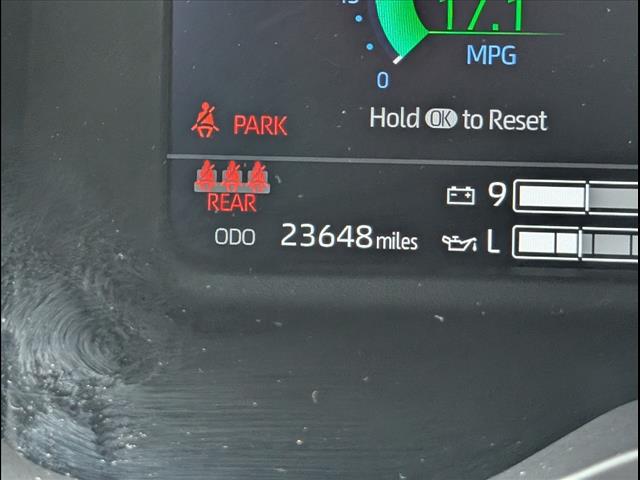 17.1
MPG
0
Hold OK to Reset
PARK
REAR
9
ODO 23648 miles
L